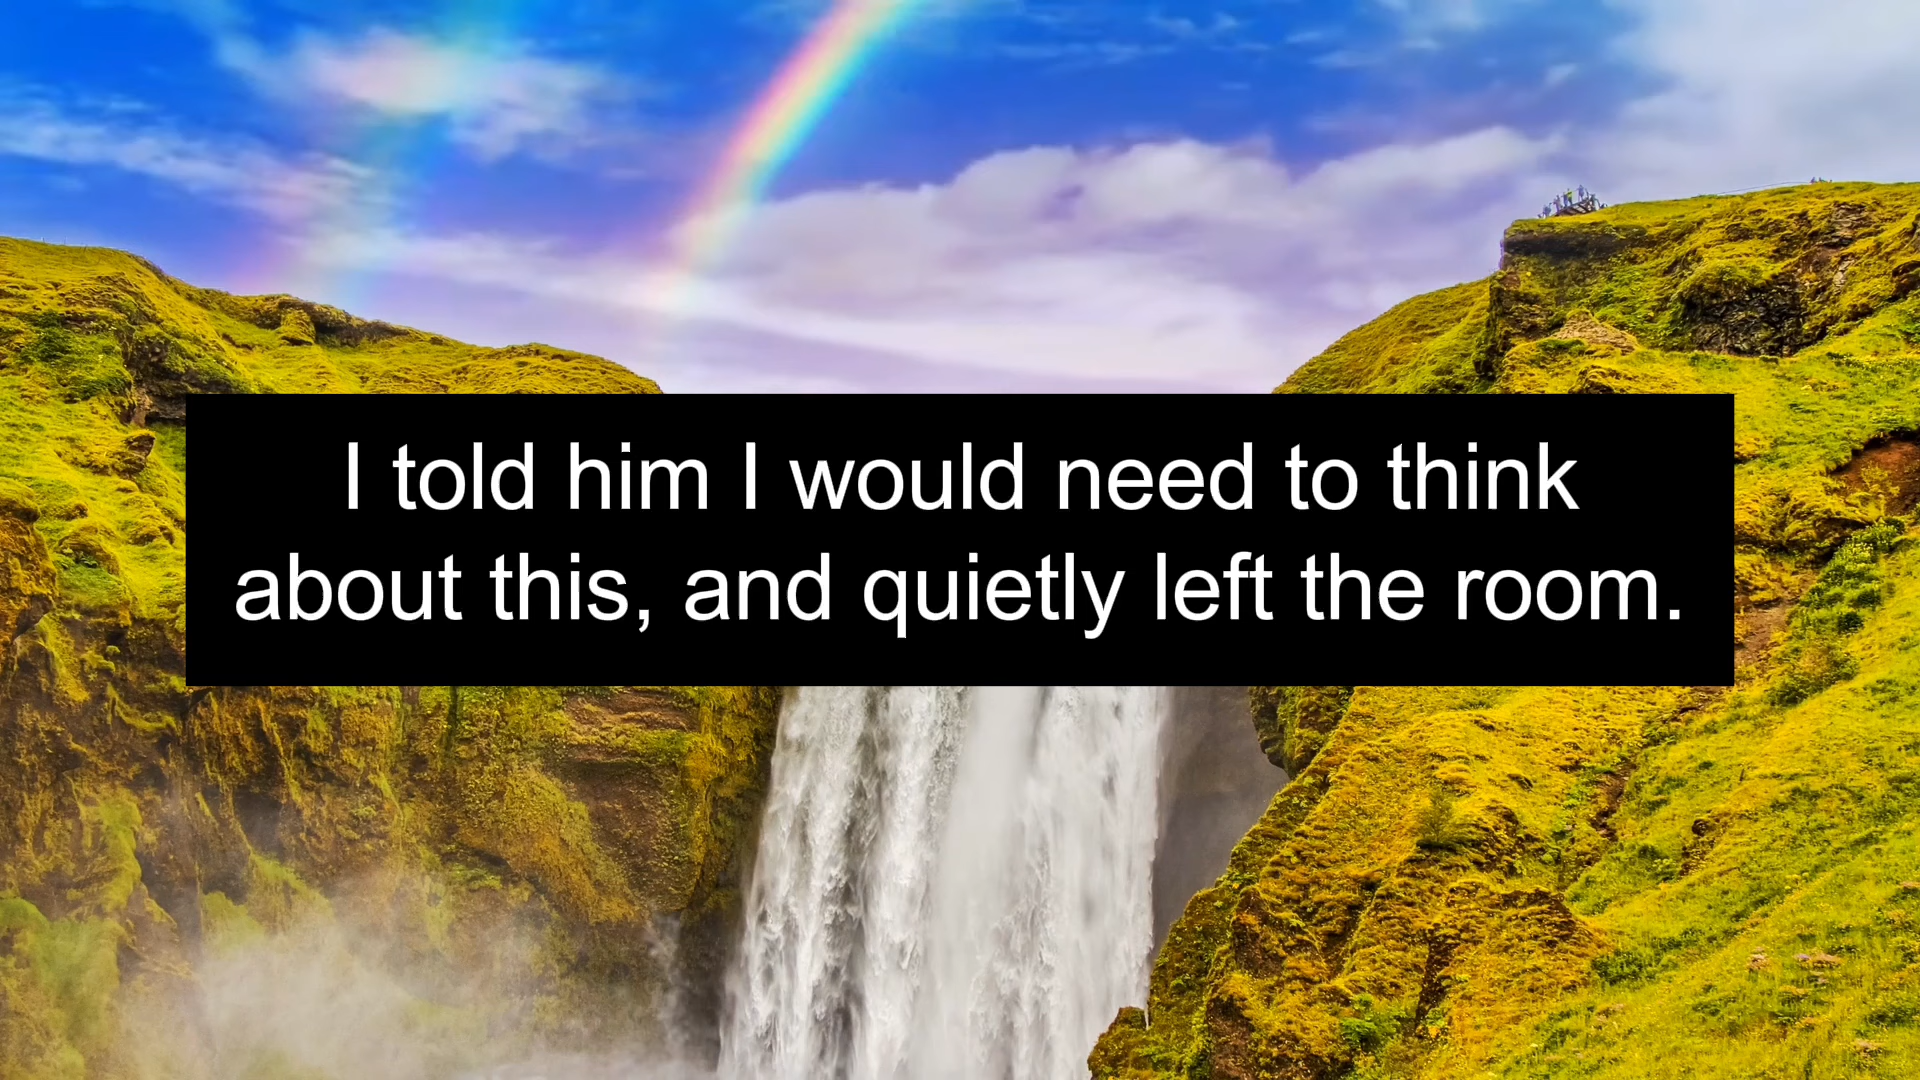 I told him I would need to think
about this, and quietly left the room.